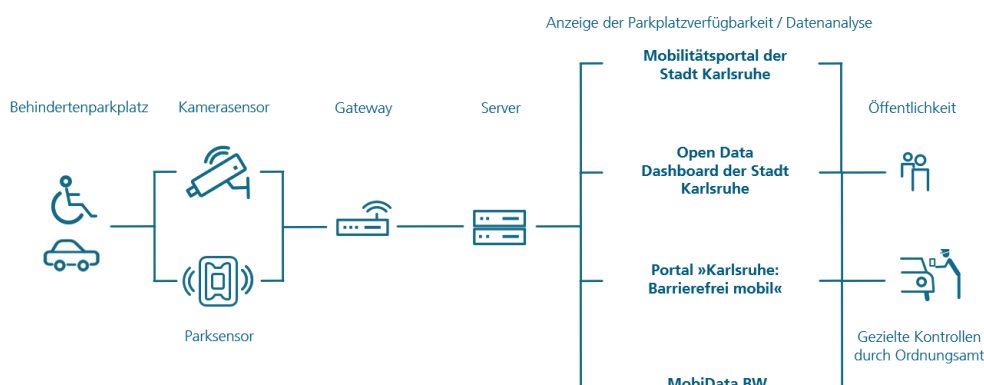 Anzeige der Parkplatzverfügbarkeit / Datenanalyse
Mobilitätsportal der
Stadt Karlsruhe
Behindertenparkplatz
Kamerasensor
Gateway
Server
Öffentlichkeit
Open Data
Dashboard der Stadt
Karlsruhe
Portal »Karlsruhe:
Barrierefrei mobil«
Parksensor
Gezielte Kontrollen
durch Ordnungsamt
MobiData BW